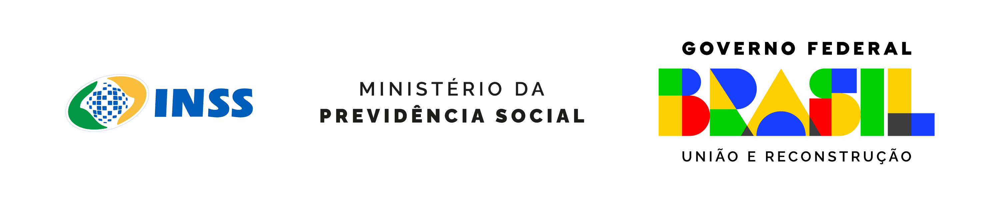 INSS
MINISTÉRIO DA
PREVIDÊNCIA SOCIAL
GOVERNO FEDERAL
BRASIL
UNIÃO E RECONSTRUÇÃO